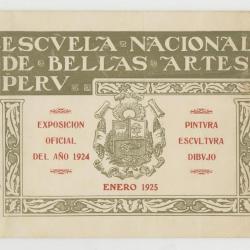 ESCVELA · NACIONAL
DE · BELLAS · ARTES
PERV
EXPOSICION
OFICIAL
DEL AÑO 1924
PINTVRA
ESCVLTVRA
DIBVJO
ENERO 1925